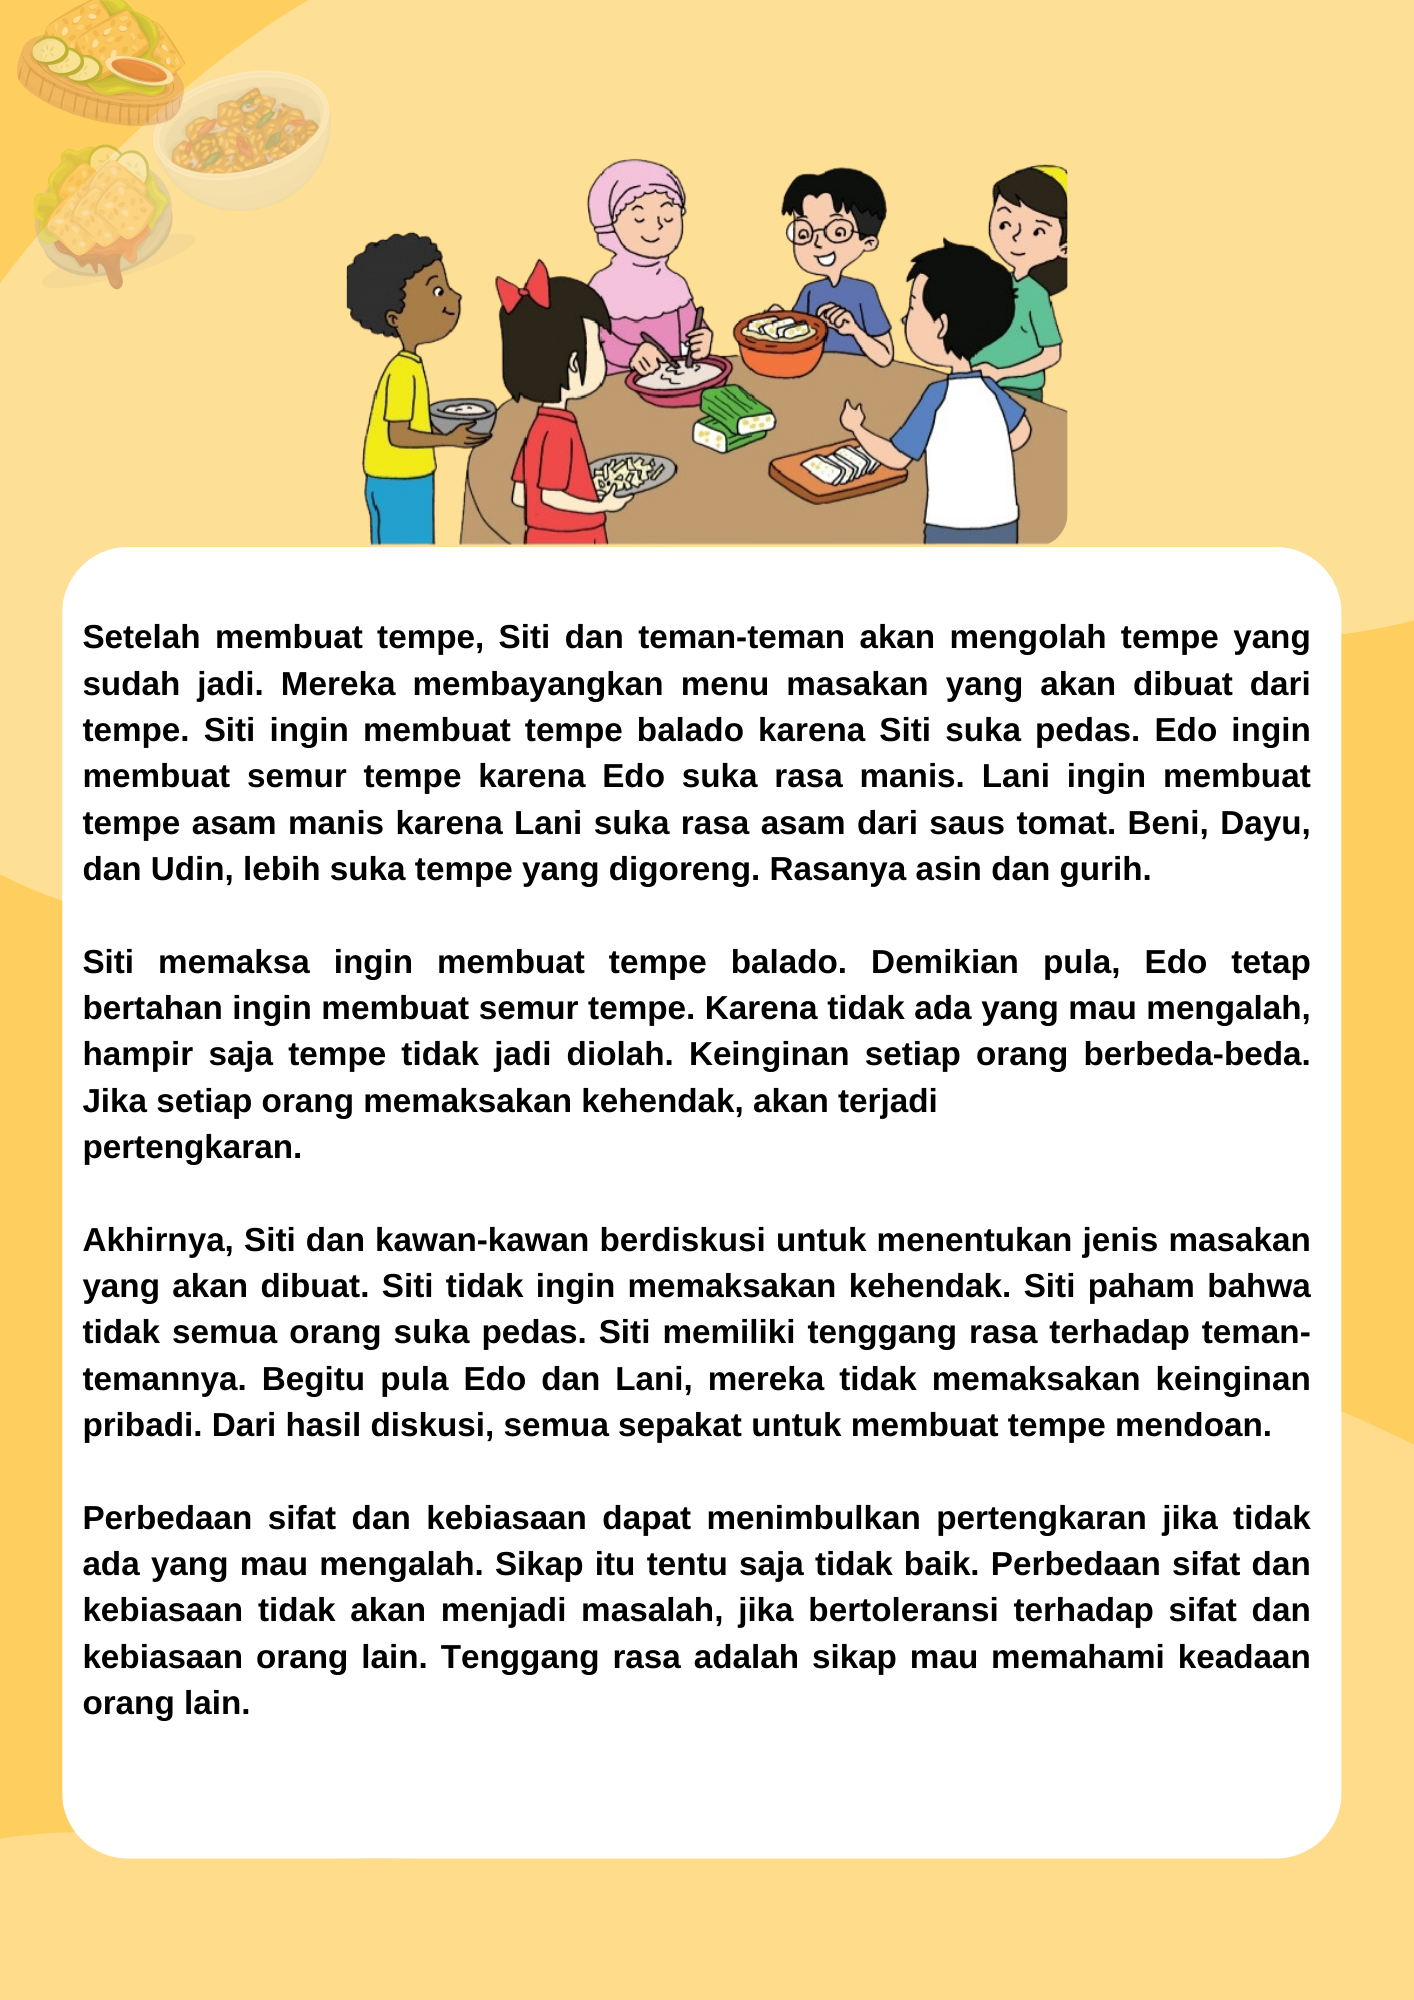 Setelah membuat tempe, Siti dan teman-teman akan mengolah tempe yang
sudah jadi. Mereka membayangkan menu masakan yang akan dibuat dari
tempe. Siti ingin membuat tempe balado karena Siti suka pedas. Edo ingin
membuat semur tempe karena Edo suka rasa manis. Lani ingin membuat
tempe asam manis karena Lani suka rasa asam dari saus tomat. Beni, Dayu,
dan Udin, lebih suka tempe yang digoreng. Rasanya asin dan gurih.
Siti memaksa ingin membuat tempe balado. Demikian pula, Edo tetap
bertahan ingin membuat semur tempe. Karena tidak ada yang mau mengalah,
hampir saja tempe tidak jadi diolah. Keinginan setiap orang berbeda-beda.
Jika setiap orang memaksakan kehendak, akan terjadi
pertengkaran.
Akhirnya, Siti dan kawan-kawan berdiskusi untuk menentukan jenis masakan
yang akan dibuat. Siti tidak ingin memaksakan kehendak. Siti paham bahwa
tidak semua orang suka pedas. Siti memiliki tenggang rasa terhadap teman-
temannya. Begitu pula Edo dan Lani, mereka tidak memaksakan keinginan
pribadi. Dari hasil diskusi, semua sepakat untuk membuat tempe mendoan.
Perbedaan sifat dan kebiasaan dapat menimbulkan pertengkaran jika tidak
ada yang mau mengalah. Sikap itu tentu saja tidak baik. Perbedaan sifat dan
kebiasaan tidak akan menjadi masalah, jika bertoleransi terhadap sifat dan
kebiasaan orang lain. Tenggang rasa adalah sikap mau memahami keadaan
orang lain.